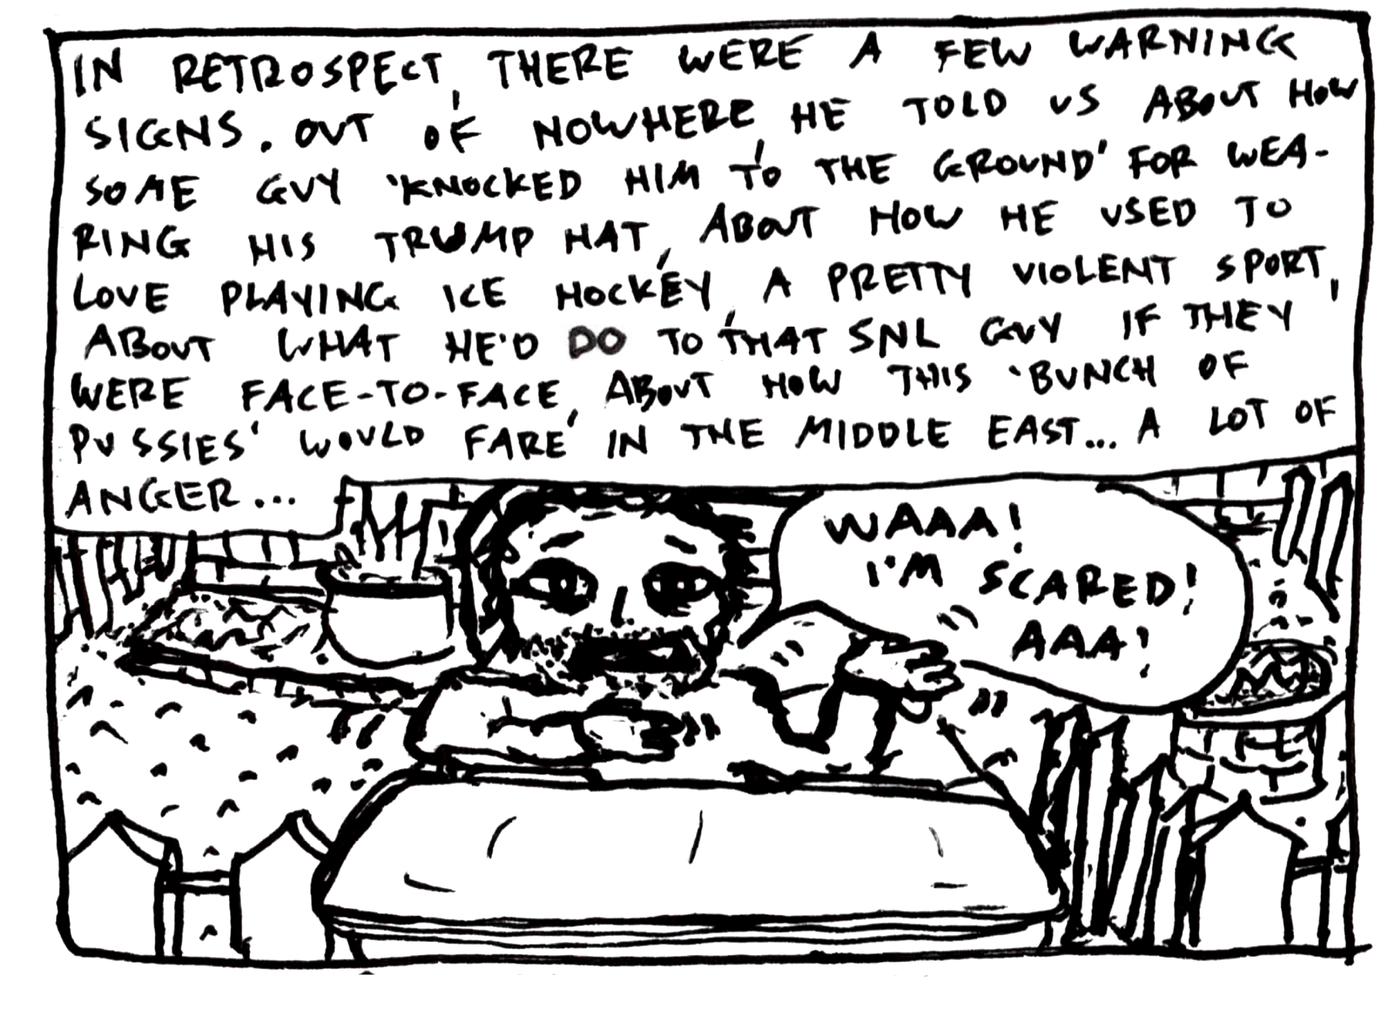 IN RETROSPECT, THERE WERE A FEW WARNING
SIGNS. OUT OF NOWHERE, HE TOLD US ABOUT HOW
SOME GUY 'KNOCKED HIM TO THE GROUND' FOR WEA-
RING HIS TRUMP HAT, ABOUT HOW HE USED TO
LOVE PLAYING ICE HOCKEY, A PRETTY VIOLENT SPORT,
ABOUT WHAT HE'D DO TO THAT SNL GUY IF THEY
WERE FACE-TO-FACE, ABOUT HOW THIS 'BUNCH OF
PUSSIES' WOULD FARE IN THE MIDDLE EAST... A LOT OF
ANGER...
WAAA!
I'M SCARED!
AAA!